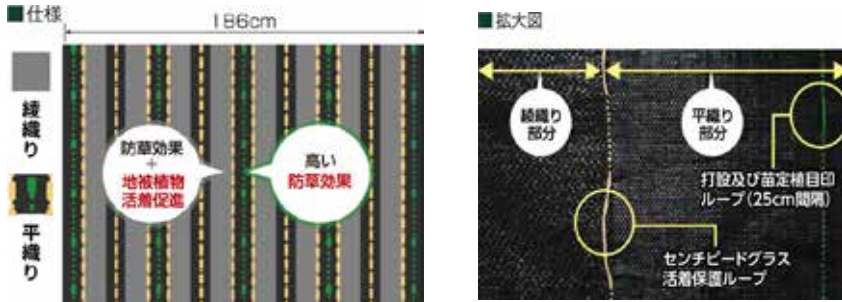 ■仕様
186cm
綾織り
平織り
防草効果
+
地被植物
活着促進
高い
防草効果
■拡大図
綾織り
部分
平織り
部分
打設及び苗定植目印
ループ(25cm間隔)
センチピードグラス
活着保護ループ